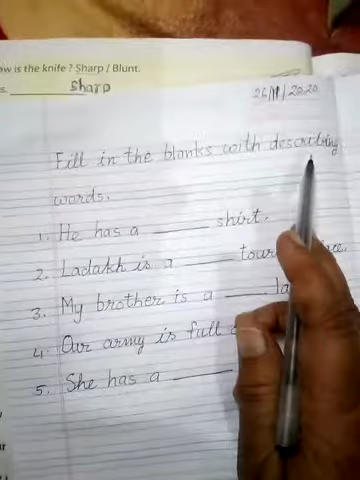 ow is the knife ? Sharp / Blunt.
s. Sharp
26/11/2020
Fill in the blanks with describing
words.
1. He has a ______ shirt.
2. Ladakh is a ______
3. My brother is a ______
4. Our army is full
5. She has a ______